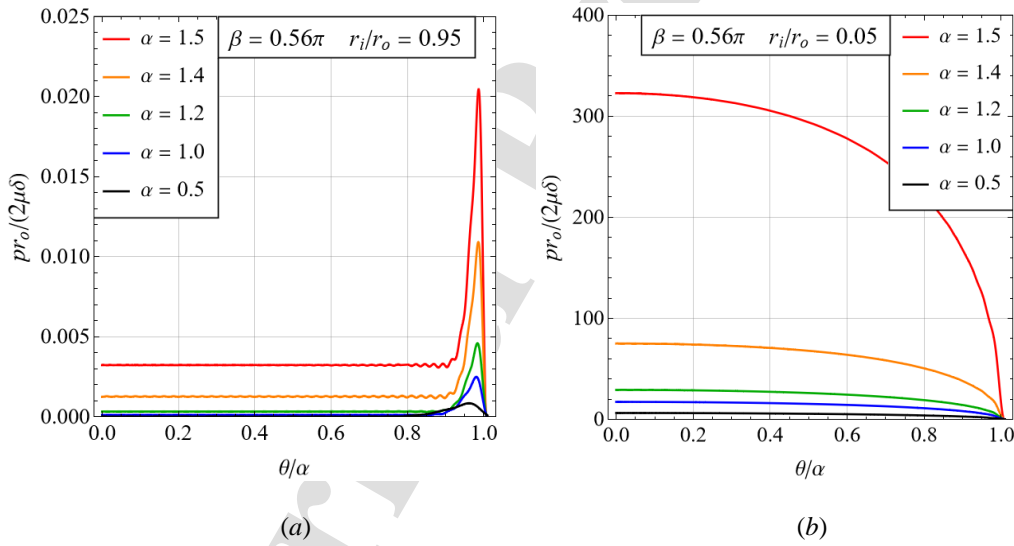 β = 0.56π r_i/r_o = 0.95
α = 1.5
α = 1.4
α = 1.2
α = 1.0
α = 0.5
0.025
0.020
0.015
0.010
0.005
0.000
pr_o/(2μδ)
0.0 0.2 0.4 0.6 0.8 1.0
θ/α
(a)
β = 0.56π r_i/r_o = 0.05
α = 1.5
α = 1.4
α = 1.2
α = 1.0
α = 0.5
400
300
200
100
0
pr_o/(2μδ)
0.0 0.2 0.4 0.6 0.8 1.0
θ/α
(b)